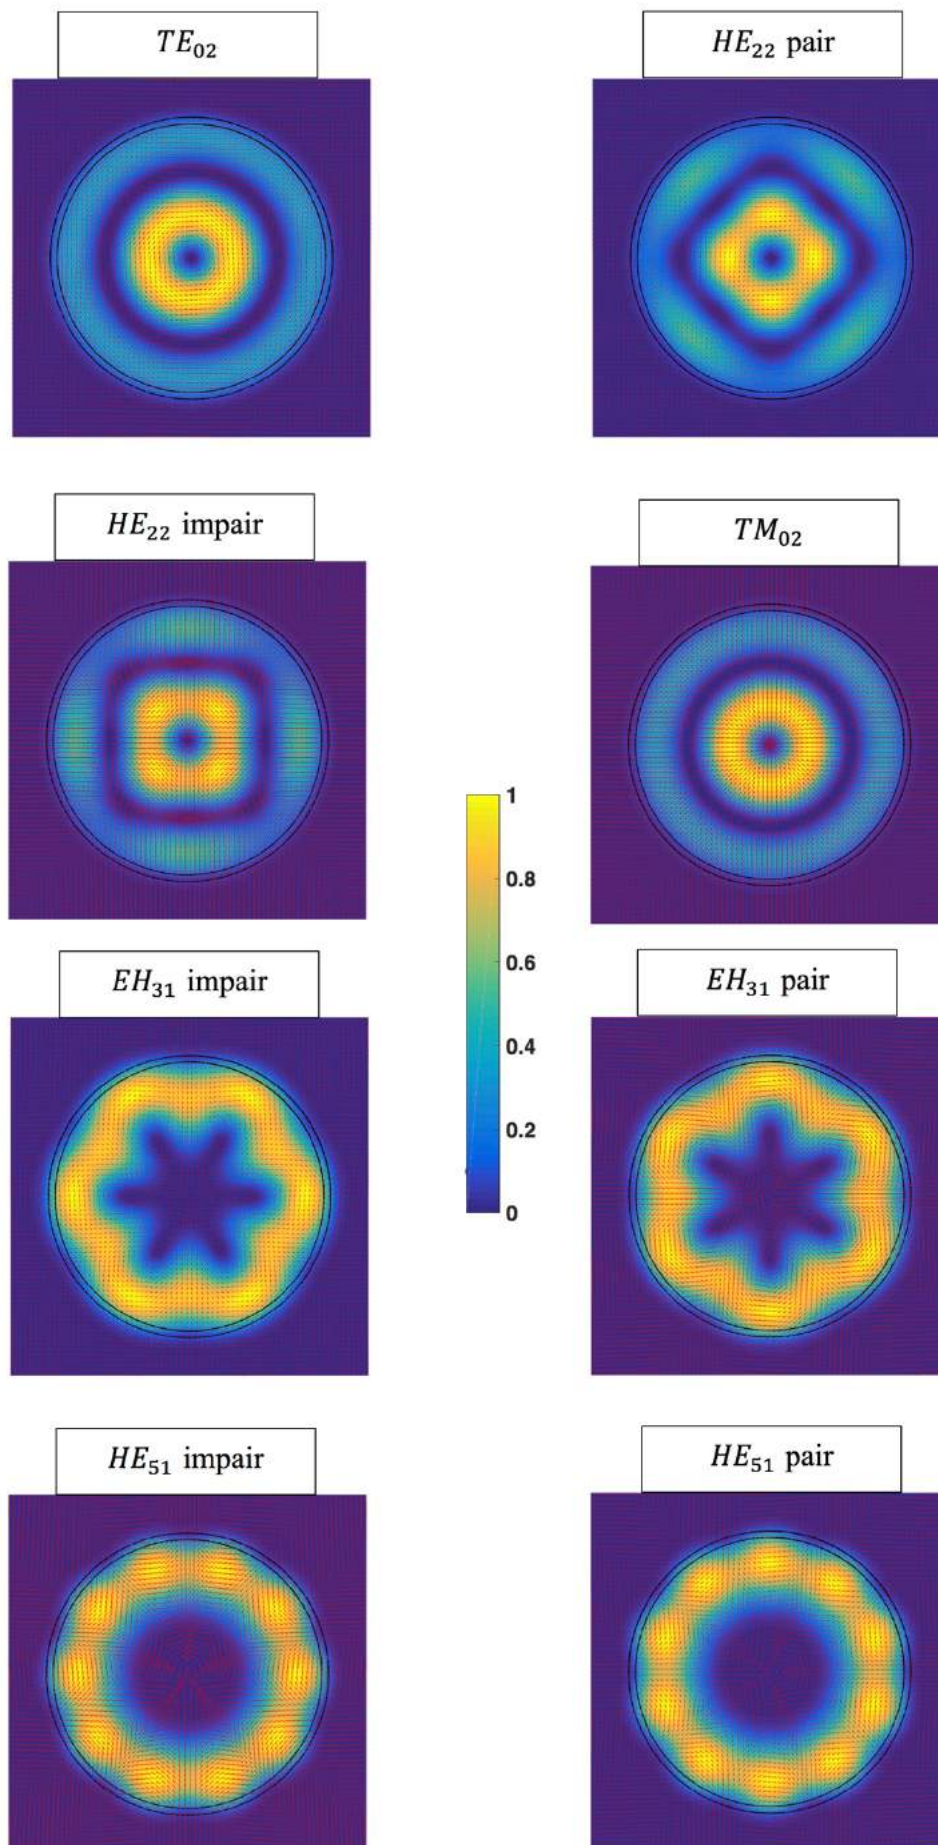 TE₀₂
HE₂₂ pair
HE₂₂ impair
TM₀₂
1
0.8
0.6
0.4
0.2
0
EH₃₁ impair
EH₃₁ pair
HE₅₁ impair
HE₅₁ pair